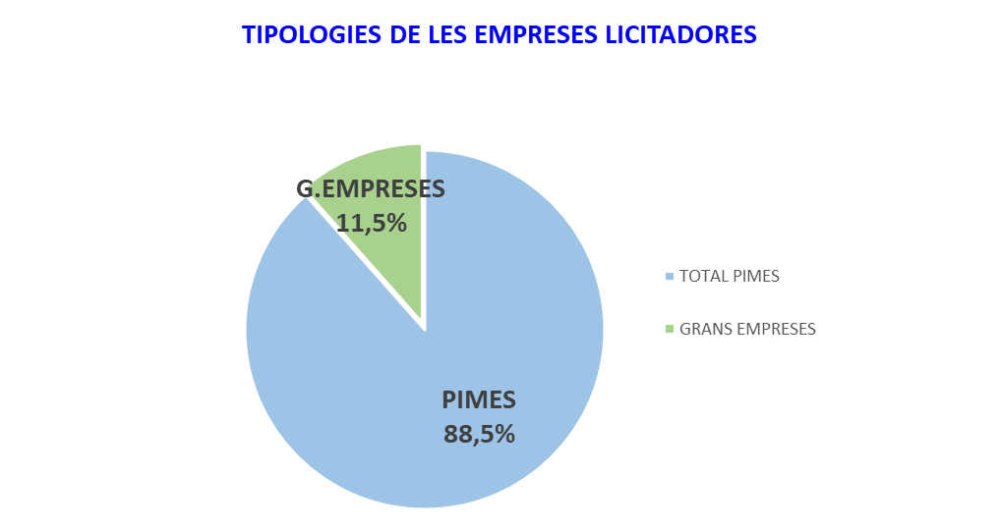 TIPOLOGIES DE LES EMPRESES LICITADORES
G.EMPRESES
11,5%
PIMES
88,5%
TOTAL PIMES
GRANS EMPRESES